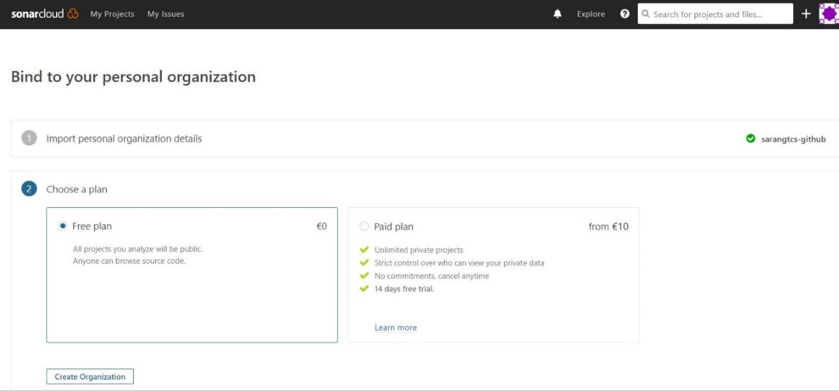 sonarcloud My Projects My Issues Explore ? Search for projects and files... +
Bind to your personal organization
1 Import personal organization details sarangtcs-github
2 Choose a plan
Free plan €0
All projects you analyze will be public.
Anyone can browse source code.
Paid plan from €10
Unlimited private projects
Strict control over who can view your private data
No commitments, cancel anytime
14 days free trial.
Learn more
Create Organization